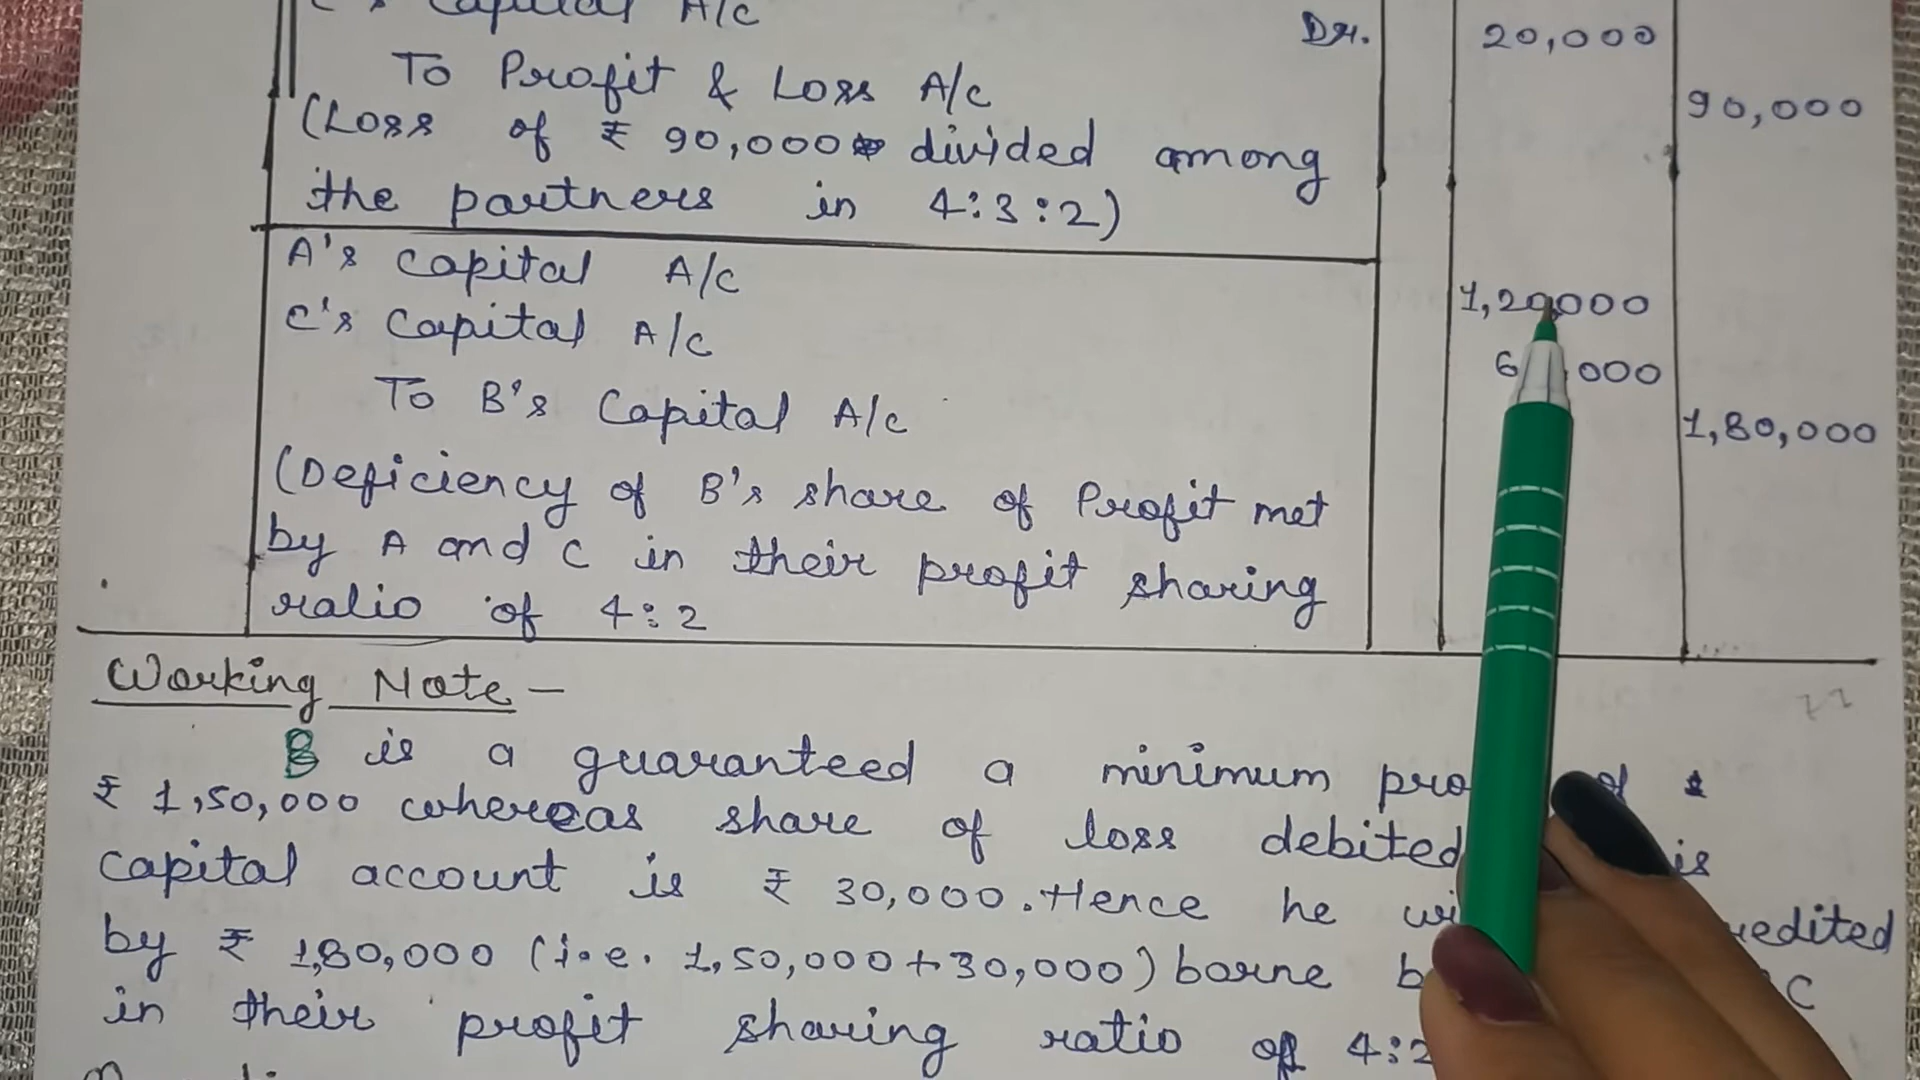 Capital A/c Dr. 20,000
To Profit & Loss A/c 90,000
(Loss of ₹ 90,000 divided among
the partners in 4:3:2)
A's Capital A/c 1,20,000
C's Capital A/c 000
To B's Capital A/c 1,80,000
(Deficiency of B's share of Profit met
by A and C in their profit sharing
ratio of 4:2
Working Note -
B is a guaranteed a minimum of
₹ 1,50,000 whereas share of loss debited is
capital account is ₹ 30,000. Hence he
by ₹ 1,80,000 (i.e. 1,50,000 + 30,000) borne C
in their profit sharing ratio of 4:2